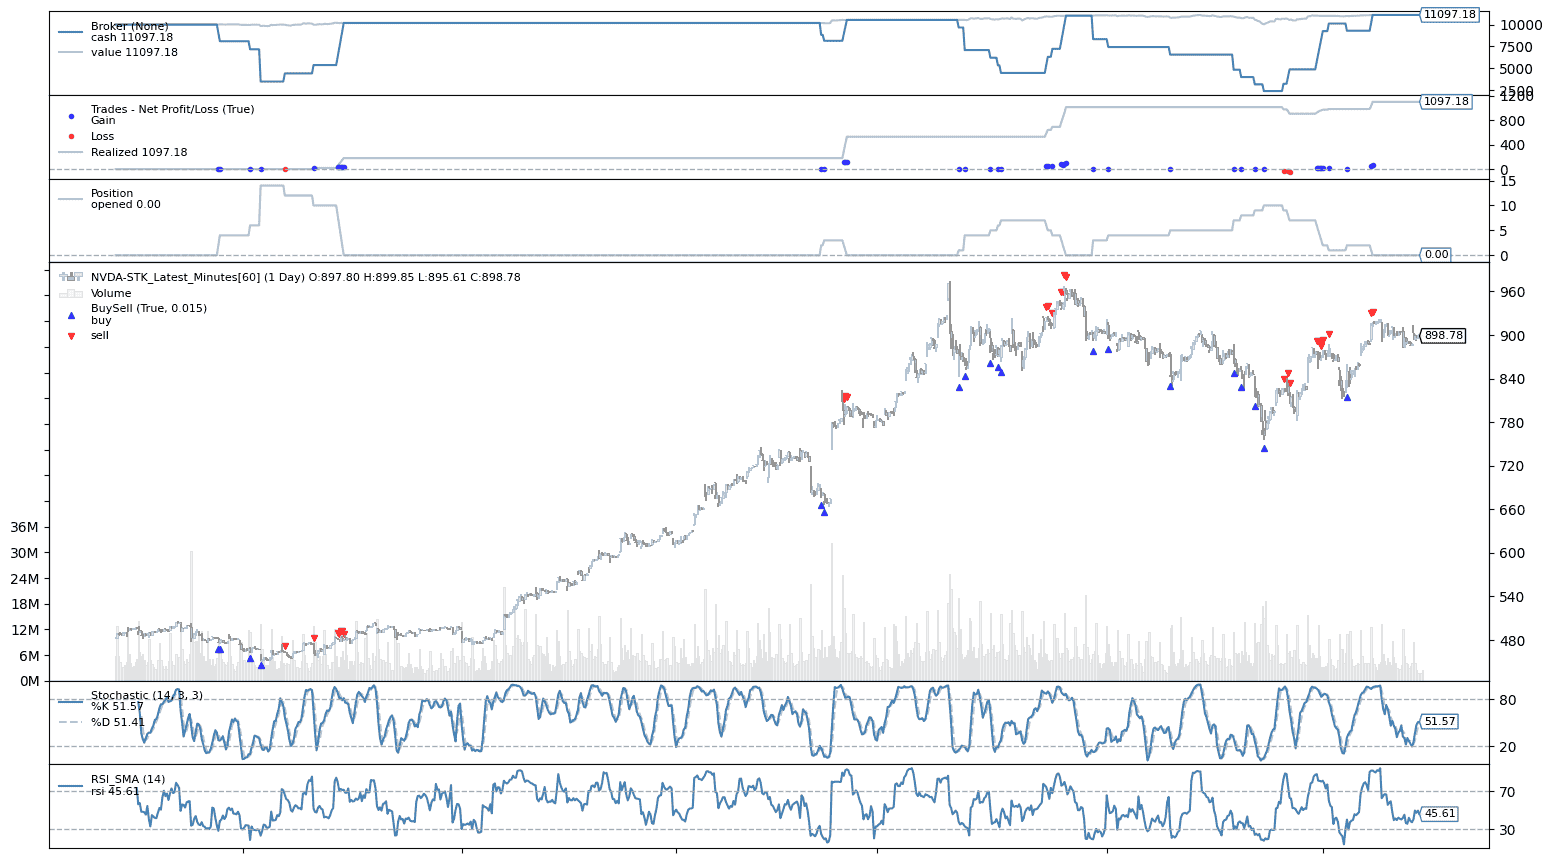 Broker (None)
cash 11097.18
value 11097.18
11097.18
10000
7500
5000
2500
Trades - Net Profit/Loss (True)
Gain
Loss
Realized 1097.18
1200
1097.18
800
400
0
Position
opened 0.00
15
10
5
0
0.00
NVDA-STK_Latest_Minutes[60] (1 Day) O:897.80 H:899.85 L:895.61 C:898.78
Volume
BuySell (True, 0.015)
buy
sell
960
900
898.78
840
780
720
660
600
540
480
36M
30M
24M
18M
12M
6M
0M
Stochastic (14, 3, 3)
%K 51.57
%D 51.41
80
51.57
20
RSI_SMA (14)
rsi 45.61
70
45.61
30